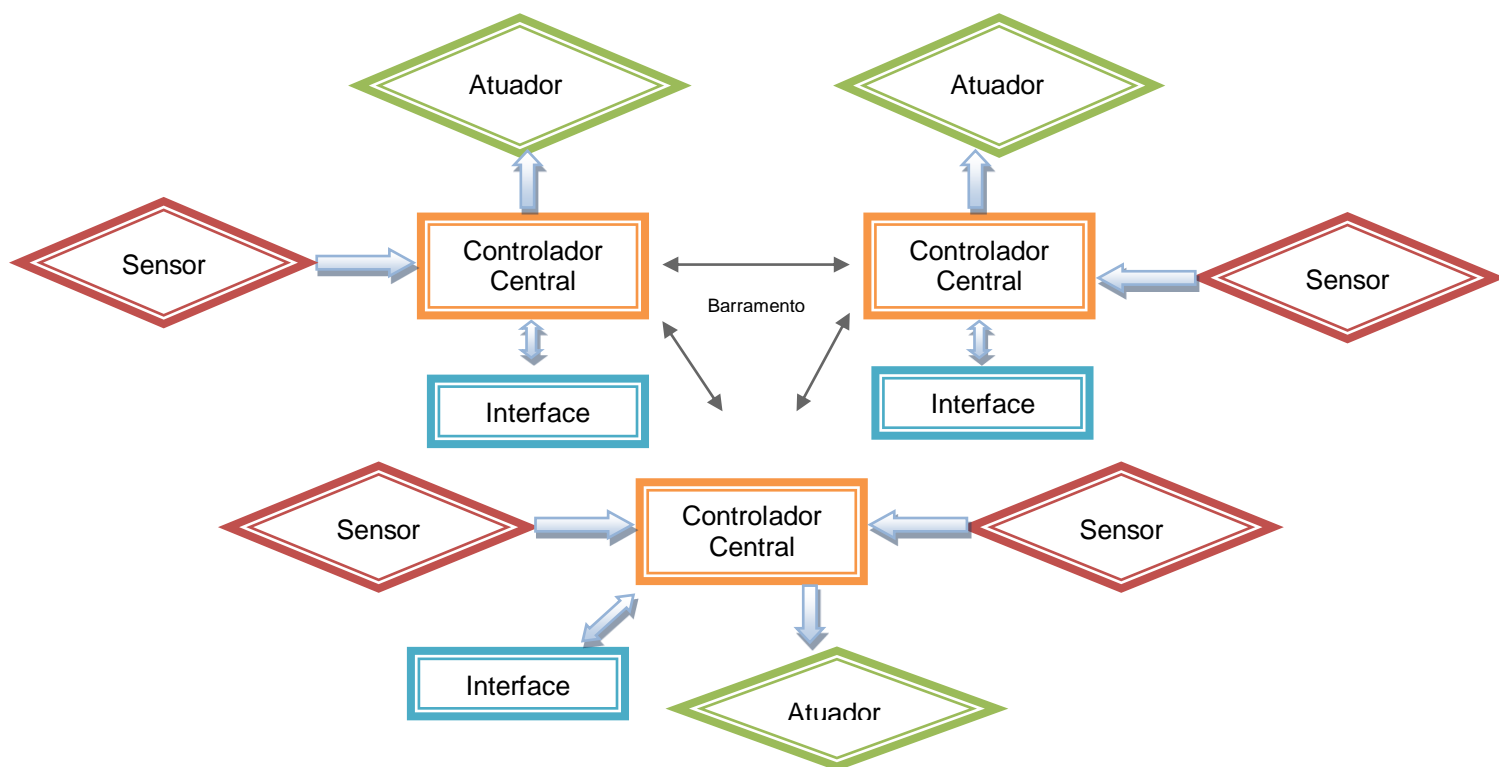 Atuador
Atuador
Sensor
Controlador
Central
Barramento
Controlador
Central
Sensor
Interface
Interface
Sensor
Controlador
Central
Sensor
Interface
Atuador